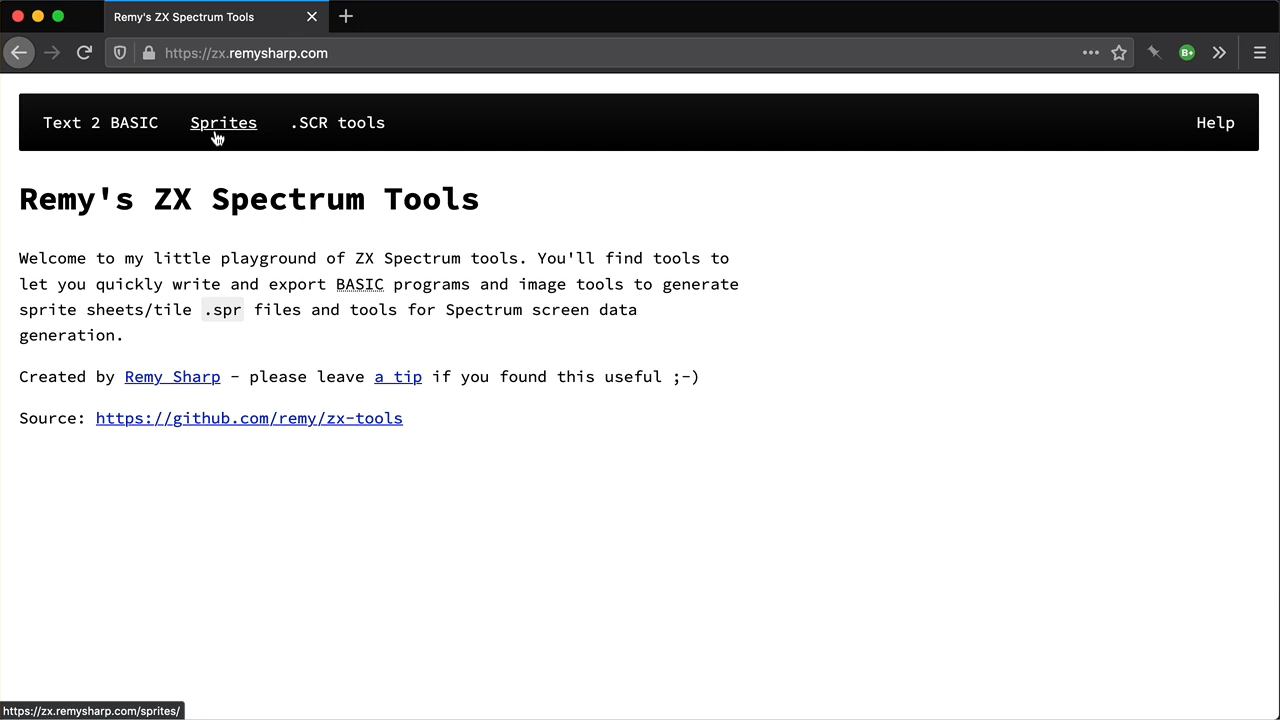 Remy's ZX Spectrum Tools
https://zx.remysharp.com
B+
Text 2 BASIC Sprites .SCR tools Help
Remy's ZX Spectrum Tools
Welcome to my little playground of ZX Spectrum tools. You'll find tools to
let you quickly write and export BASIC programs and image tools to generate
sprite sheets/tile .spr files and tools for Spectrum screen data
generation.
Created by Remy Sharp - please leave a tip if you found this useful ;-)
Source: https://github.com/remy/zx-tools
https://zx.remysharp.com/sprites/